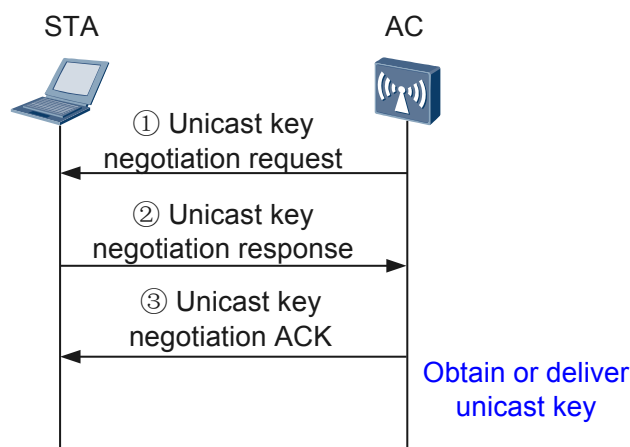 STA
AC
① Unicast key
negotiation request
② Unicast key
negotiation response
③ Unicast key
negotiation ACK
Obtain or deliver
unicast key